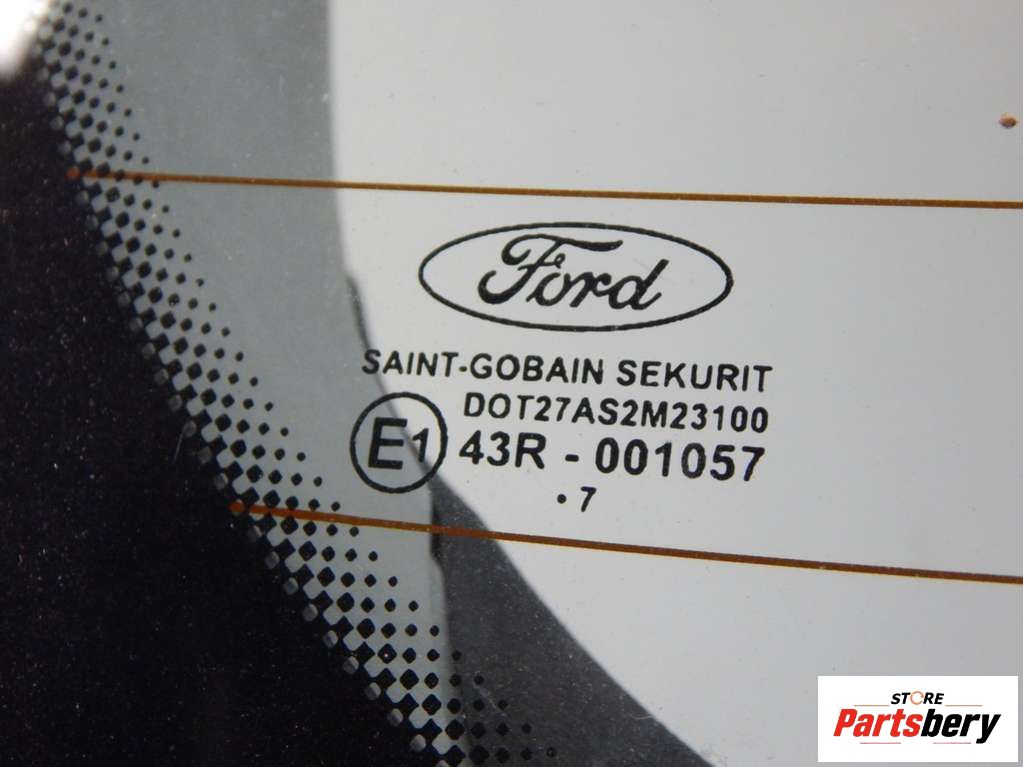 Ford
SAINT-GOBAIN SEKURIT
DOT27AS2M23100
E1 43R - 001057
• 7
STORE
Partsbery